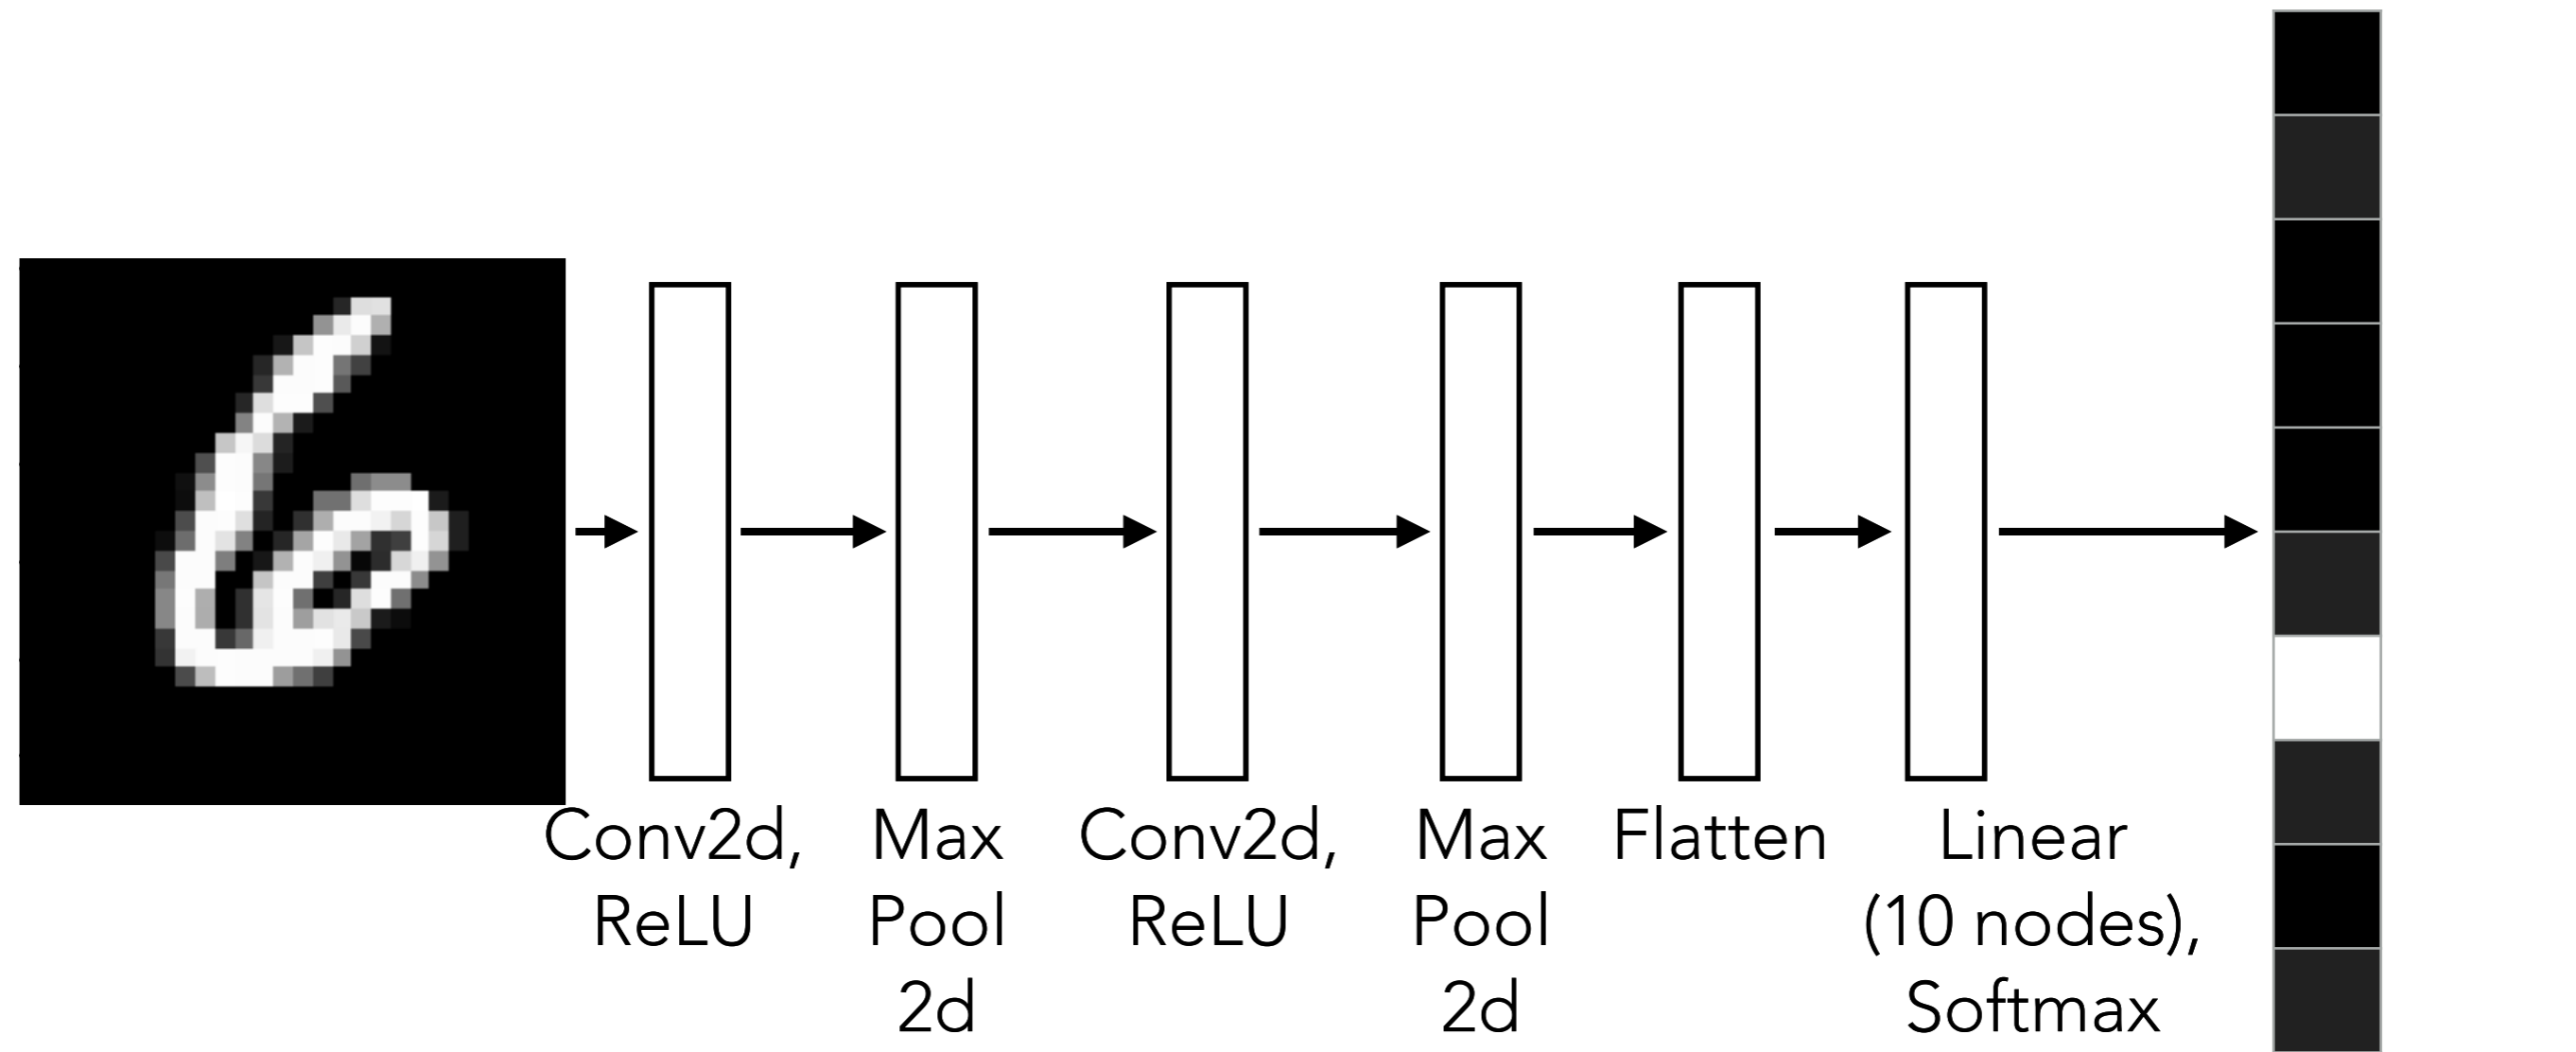 Conv2d,
ReLU
Max
Pool
2d
Conv2d,
ReLU
Max
Pool
2d
Flatten
Linear
(10 nodes),
Softmax